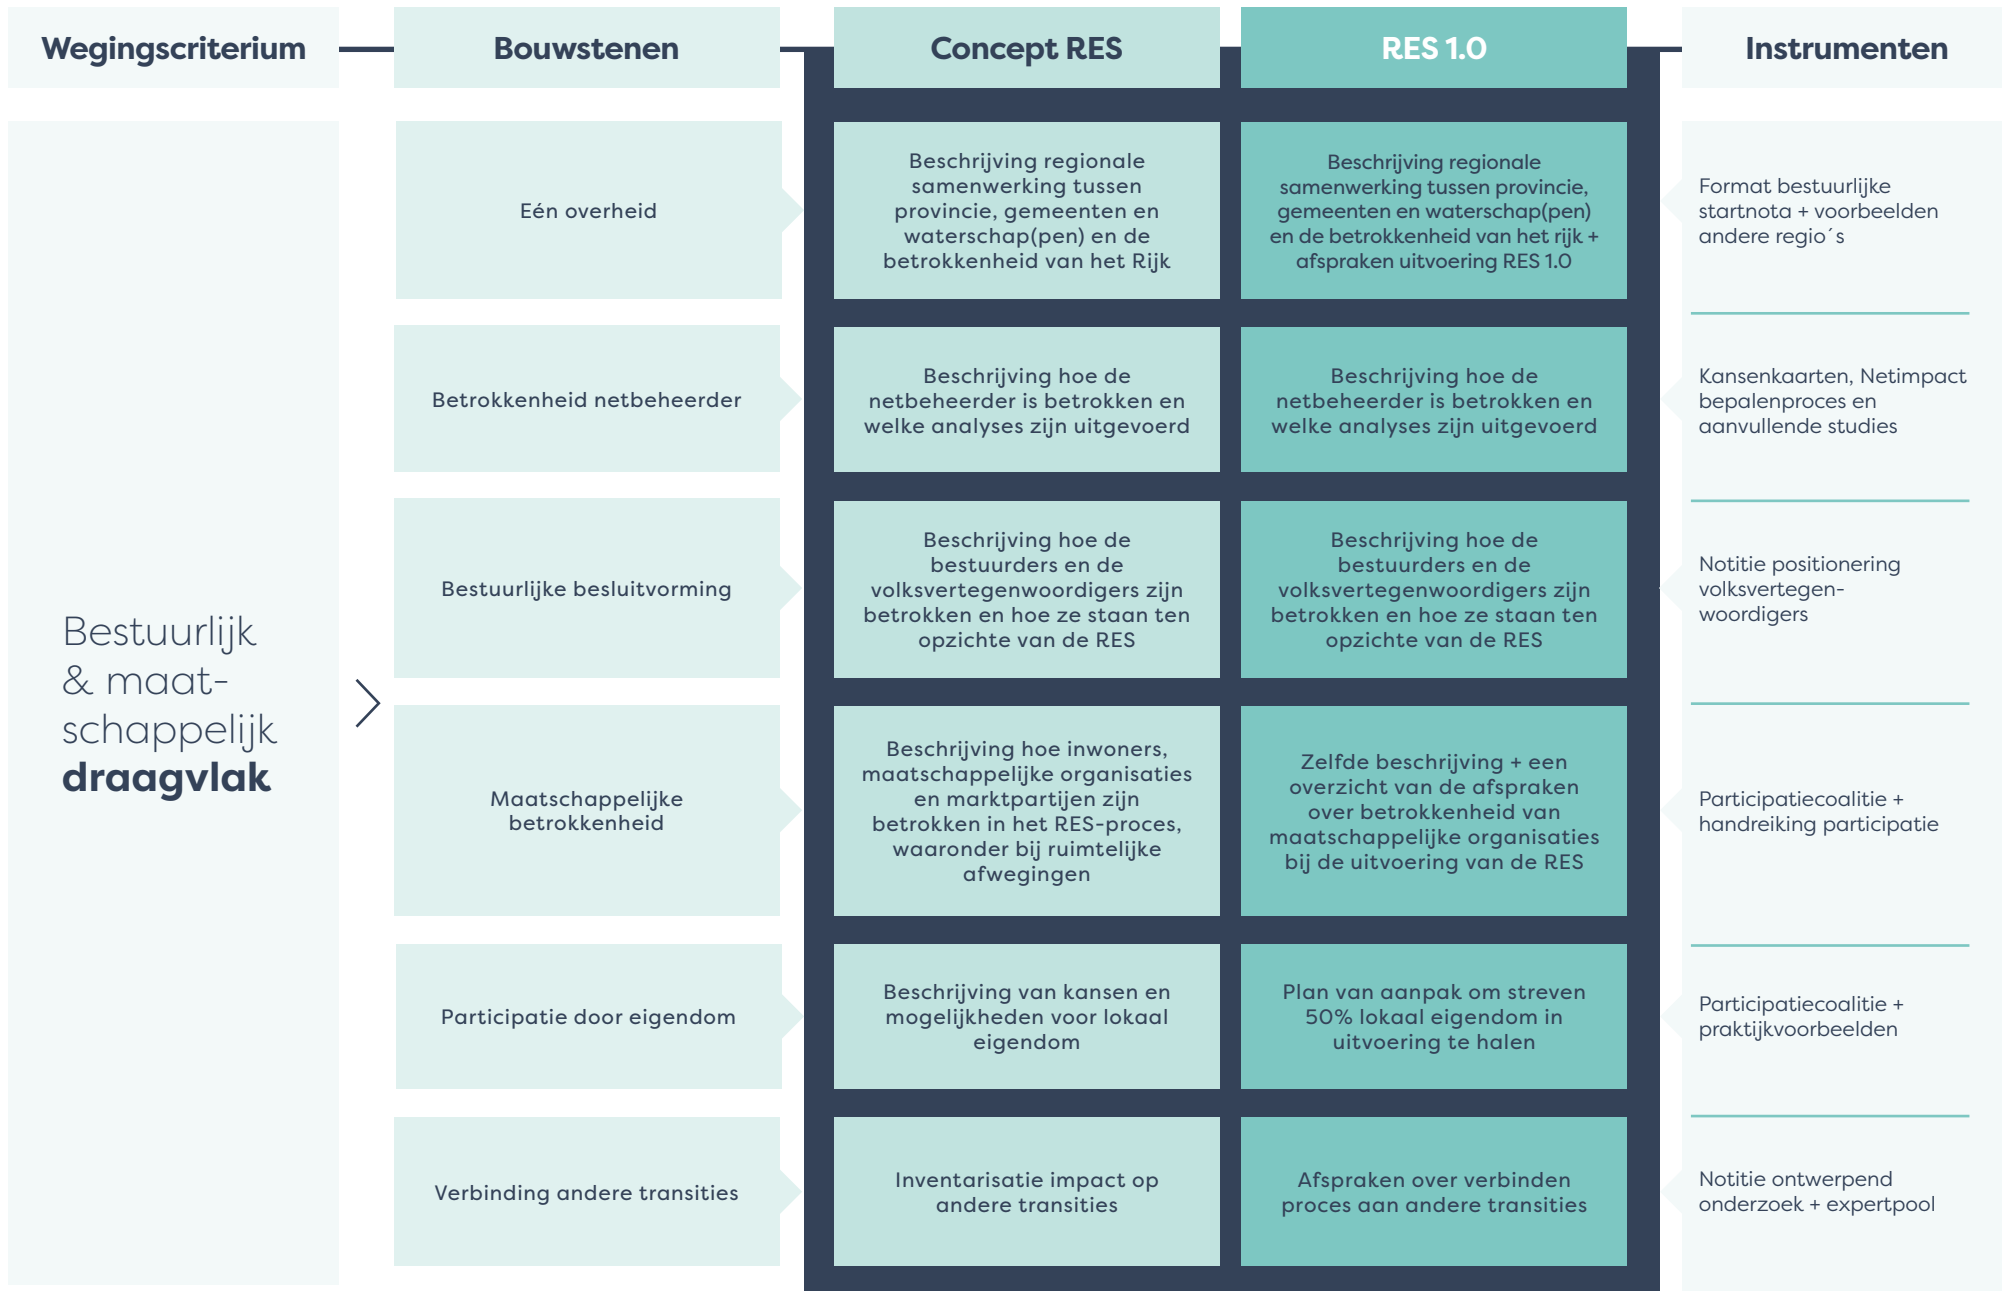 Wegingscriterium
Bouwstenen
Concept RES
RES 1.0
Instrumenten
Bestuurlijk
& maat-
schappelijk
draagvlak
Eén overheid
Beschrijving regionale
samenwerking tussen
provincie, gemeenten en
waterschap(pen) en de
betrokkenheid van het Rijk
Beschrijving regionale
samenwerking tussen provincie,
gemeenten en waterschap(pen)
en de betrokkenheid van het rijk +
afspraken uitvoering RES 1.0
Format bestuurlijke
startnota + voorbeelden
andere regio´s
Betrokkenheid netbeheerder
Beschrijving hoe de
netbeheerder is betrokken en
welke analyses zijn uitgevoerd
Beschrijving hoe de
netbeheerder is betrokken en
welke analyses zijn uitgevoerd
Kansenkaarten, Netimpact
bepalenproces en
aanvullende studies
Bestuurlijke besluitvorming
Beschrijving hoe de
bestuurders en de
volksvertegenwoordigers zijn
betrokken en hoe ze staan ten
opzichte van de RES
Beschrijving hoe de
bestuurders en de
volksvertegenwoordigers zijn
betrokken en hoe ze staan ten
opzichte van de RES
Notitie positionering
volksvertegen-
woordigers
Maatschappelijke
betrokkenheid
Beschrijving hoe inwoners,
maatschappelijke organisaties
en marktpartijen zijn
betrokken in het RES-proces,
waaronder bij ruimtelijke
afwegingen
Zelfde beschrijving + een
overzicht van de afspraken
over betrokkenheid van
maatschappelijke organisaties
bij de uitvoering van de RES
Participatiecoalitie +
handreiking participatie
Participatie door eigendom
Beschrijving van kansen en
mogelijkheden voor lokaal
eigendom
Plan van aanpak om streven
50% lokaal eigendom in
uitvoering te halen
Participatiecoalitie +
praktijkvoorbeelden
Verbinding andere transities
Inventarisatie impact op
andere transities
Afspraken over verbinden
proces aan andere transities
Notitie ontwerpend
onderzoek + expertpool